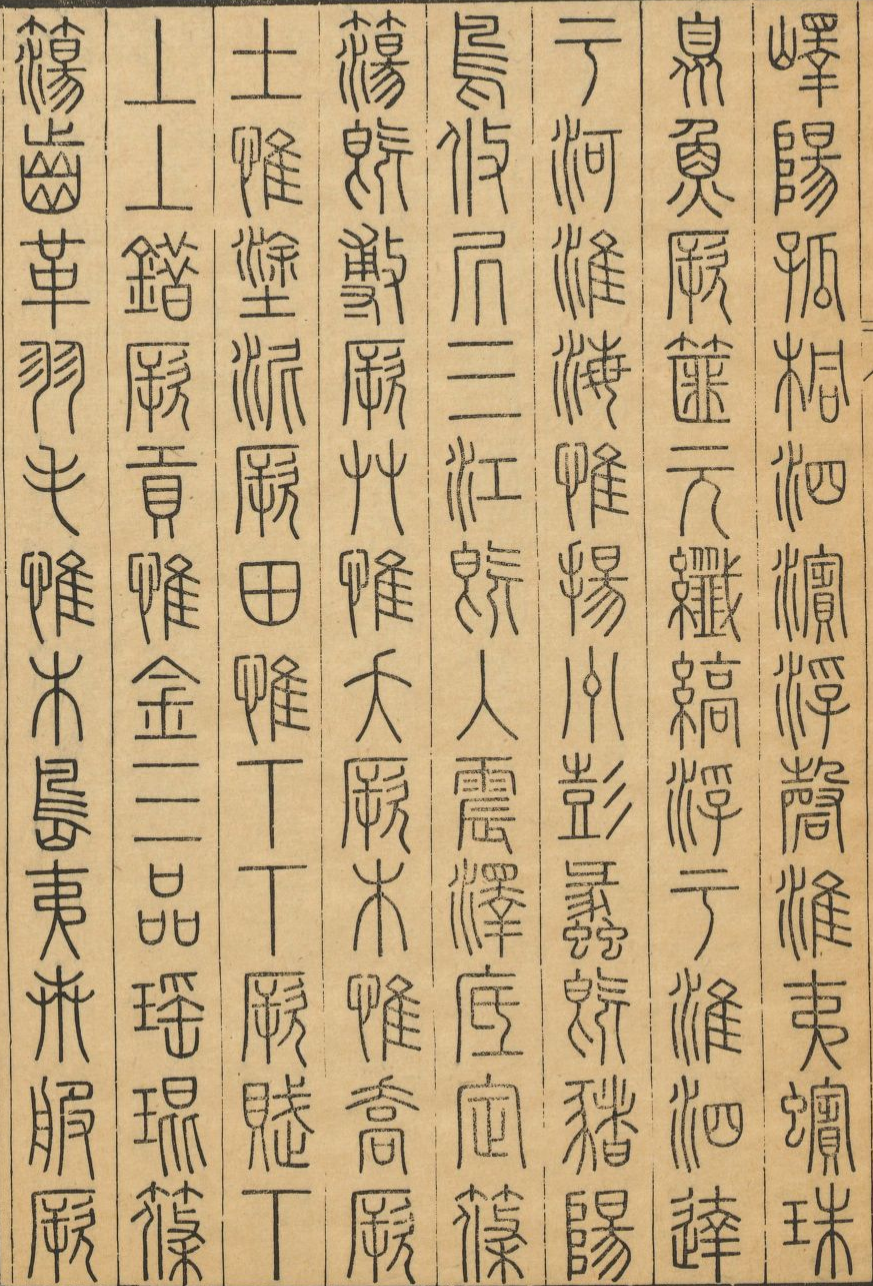 嶧陽孤桐泗濱浮磬淮夷蠙珠
臮魚厥篚元纖縞浮于淮泗達
于河淮海惟揚州彭蠡既豬陽
鳥攸凥三江既入震澤厎定篠
簜既敷厥艸惟夭厥木惟喬厥
土惟塗泥厥田惟下下厥賦下
上上錯厥貢惟金三品瑤琨篠
簜齒革羽毛惟木島夷卉服厥